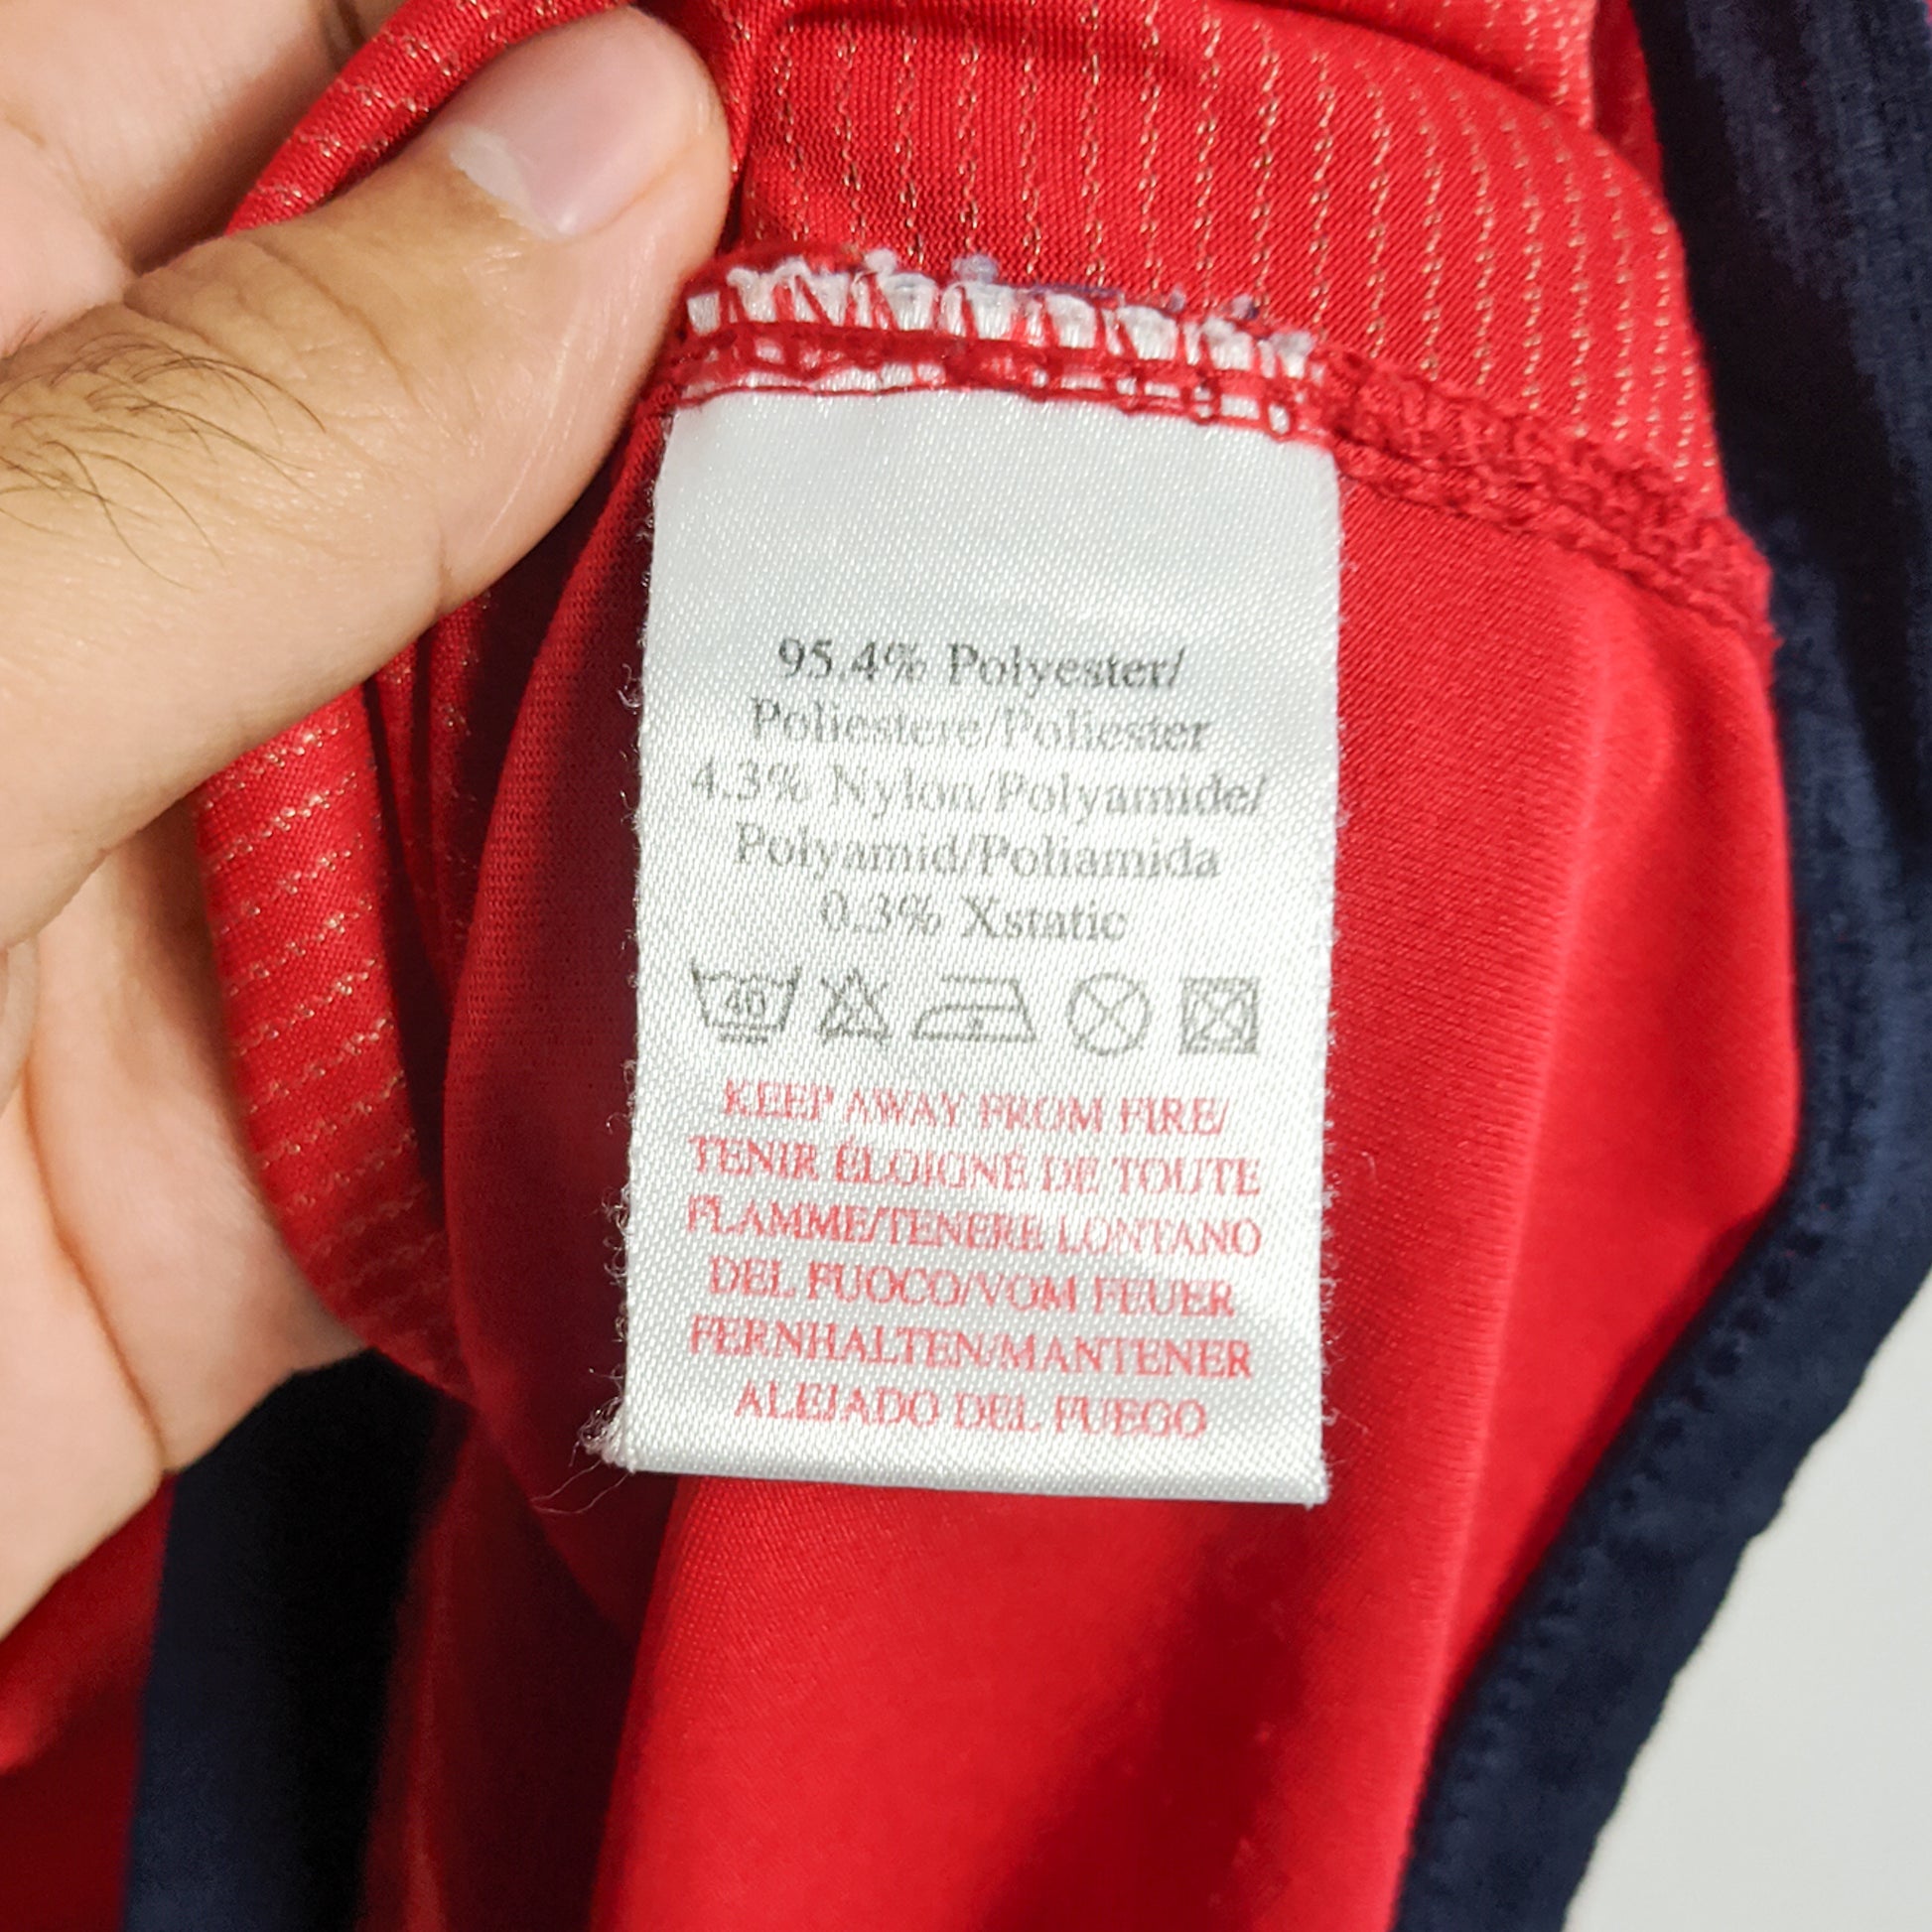 95.4% Polyester/
Poliestere/Poliester
4.3% Nylon/Polyamide/
Polyamid/Poliamida
0.3% Xstatic
40
KEEP AWAY FROM FIRE/
TENIR ÉLOIGNÉ DE TOUTE
FLAMME/TENERE LONTANO
DEL FUOCO/VOM FEUER
FERNHALTEN/MANTENER
ALEJADO DEL FUEGO